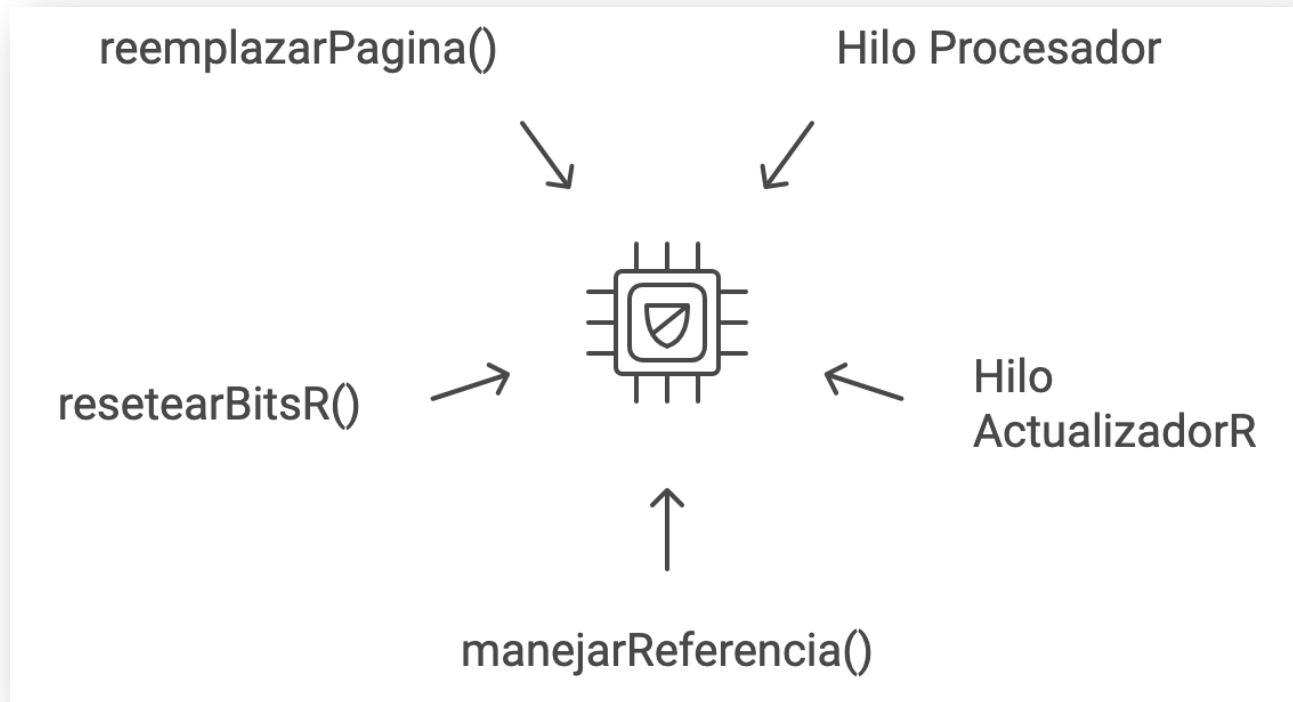 reemplazarPagina()
Hilo Procesador
resetearBitsR()
Hilo
ActualizadorR
manejarReferencia()